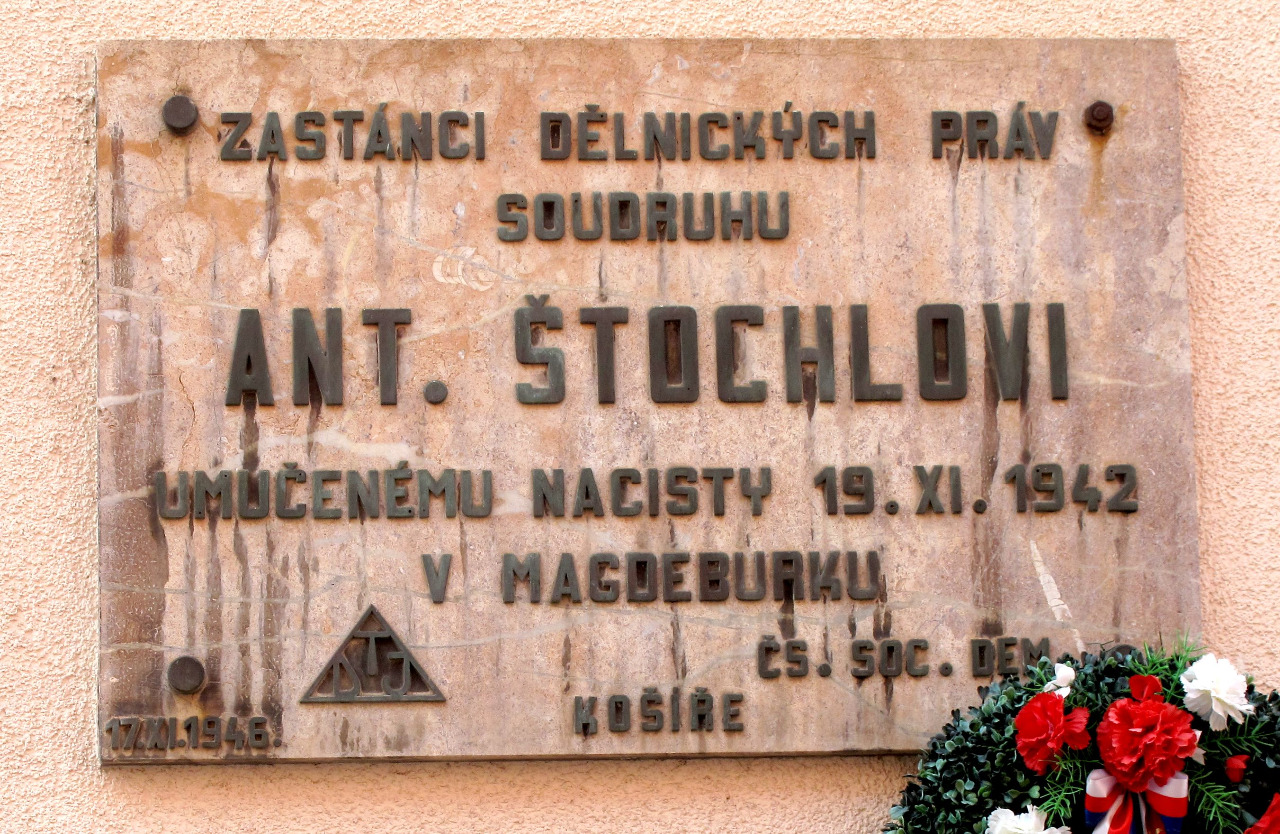 ZASTÁNCI DĚLNICKÝCH PRÁV
SOUDRUHU
ANT. ŠTOCHLOVI
UMUČENÉMU NACISTY 19.XI.1942
V MAGDEBURKU
DTJ
ČS. SOC. DEM.
KOŠÍŘE
17.XI.1946.